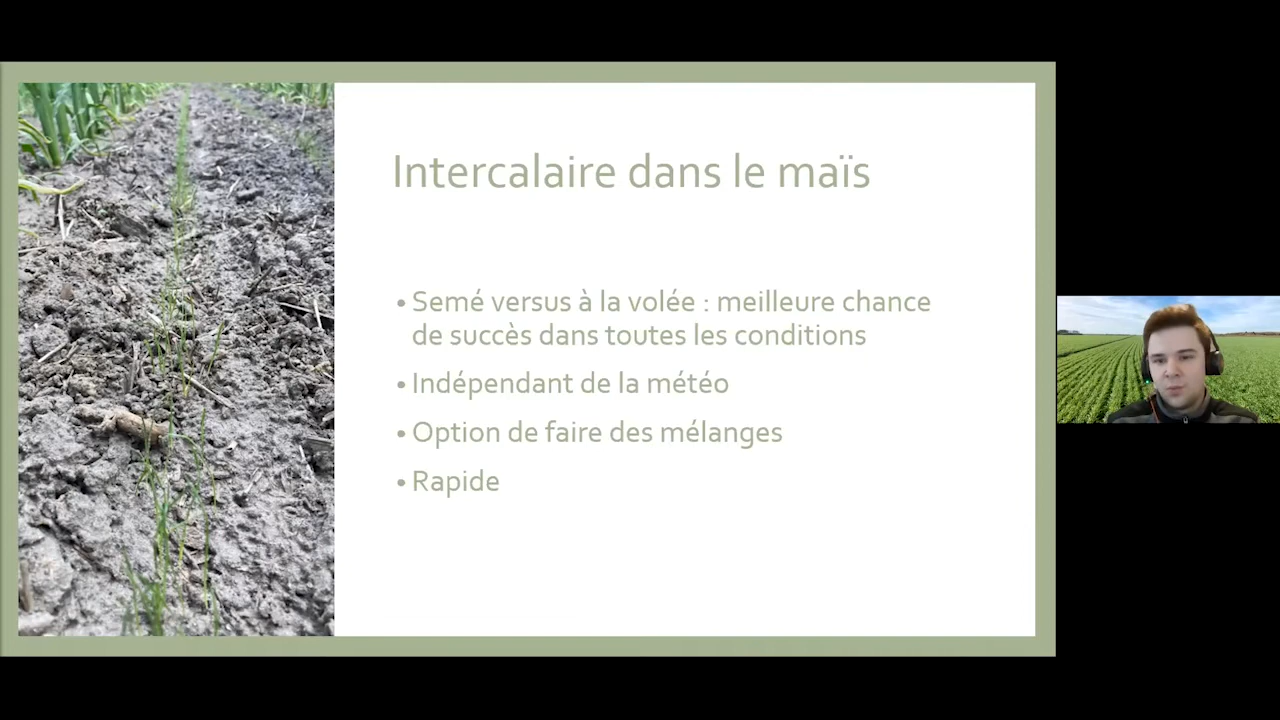 Intercalaire dans le maïs
• Semé versus à la volée : meilleure chance
de succès dans toutes les conditions
• Indépendant de la météo
• Option de faire des mélanges
• Rapide